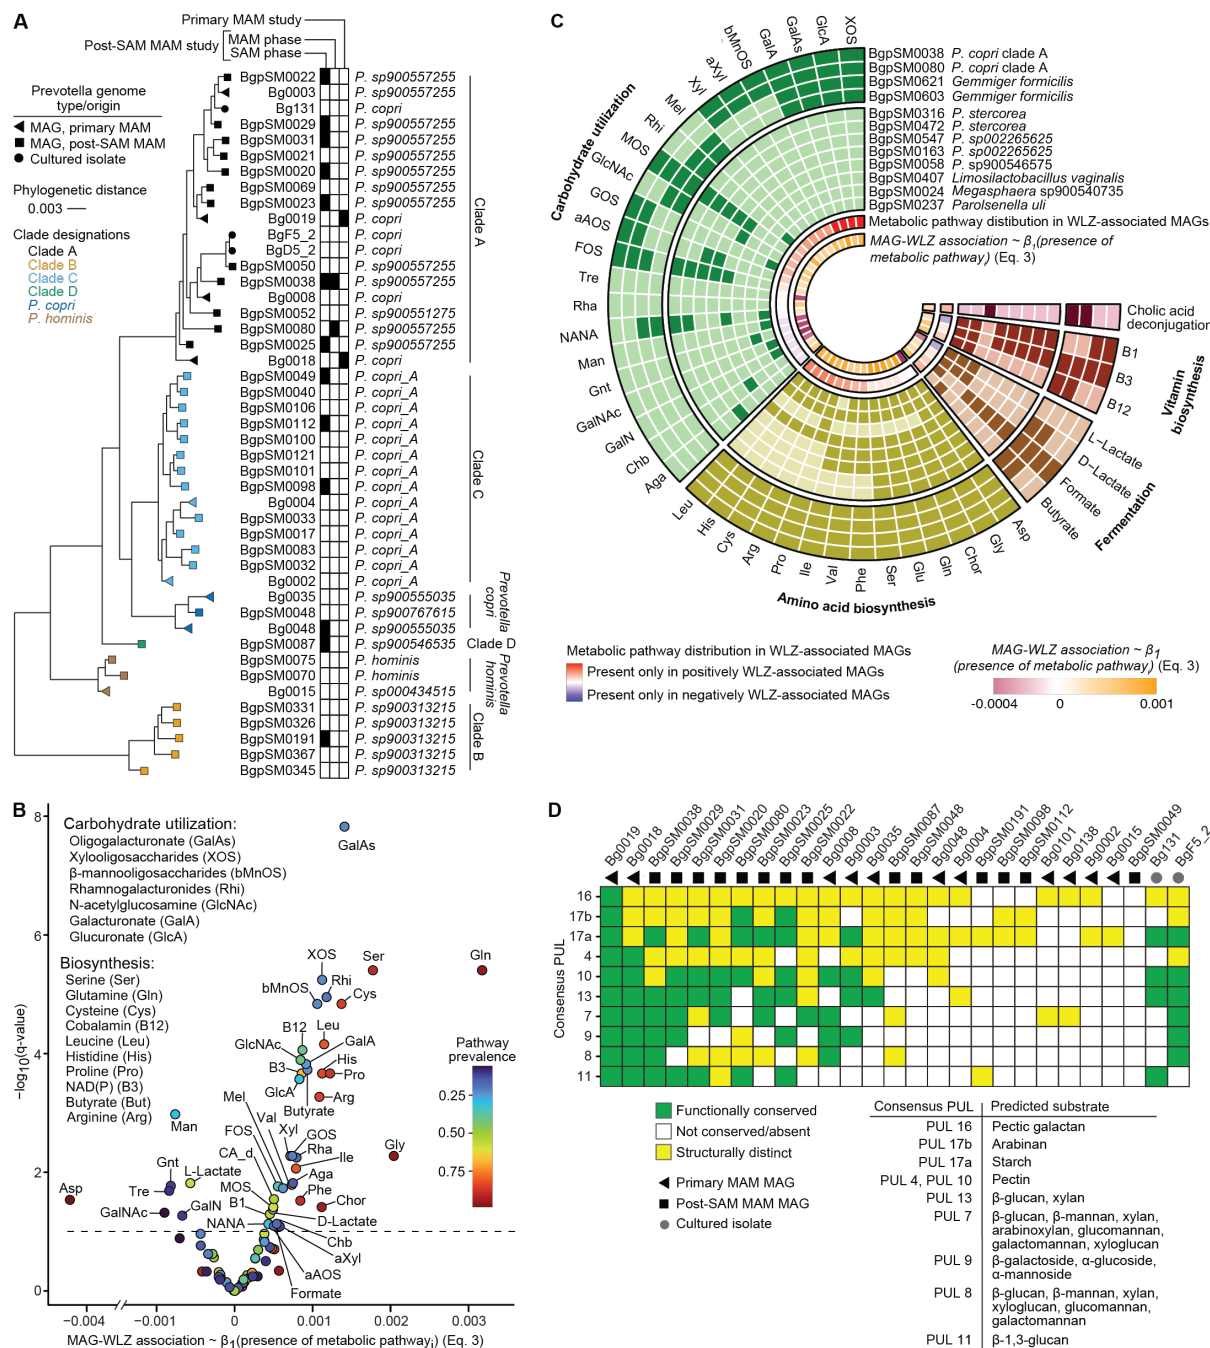 A
Primary MAM study
Post-SAM MAM study
MAM phase
SAM phase
Prevotella genome
type/origin
MAG, primary MAM
MAG, post-SAM MAM
Cultured isolate
Phylogenetic distance
0.003
Clade designations
Clade A
Clade B
Clade C
Clade D
P. copri
P. hominis
BgpSM0022 P. sp900557255
Bg0003 P. sp900557255
Bg131 P. copri
BgpSM0029 P. sp900557255
BgpSM0031 P. sp900557255
BgpSM0021 P. sp900557255
BgpSM0020 P. sp900557255
BgpSM0069 P. sp900557255
BgpSM0023 P. sp900557255
Bg0019 P. copri
BgF5_2 P. copri
BgD5_2 P. copri
BgpSM0050 P. sp900557255
BgpSM0038 P. sp900557255
Bg0008 P. copri
BgpSM0052 P. sp900551275
BgpSM0080 P. sp900557255
BgpSM0025 P. sp900557255
Bg0018 P. copri
BgpSM0049 P. copri_A
BgpSM0040 P. copri_A
BgpSM0106 P. copri_A
BgpSM0112 P. copri_A
BgpSM0100 P. copri_A
BgpSM0121 P. copri_A
BgpSM0101 P. copri_A
BgpSM0098 P. copri_A
Bg0004 P. copri_A
BgpSM0033 P. copri_A
BgpSM0017 P. copri_A
BgpSM0083 P. copri_A
BgpSM0032 P. copri_A
Bg0002 P. copri_A
Bg0035 P. sp900555035
BgpSM0048 P. sp900767615
Bg0048 P. sp900555035
BgpSM0087 P. sp900546535
BgpSM0075 P. hominis
BgpSM0070 P. hominis
Bg0015 P. sp000434515
BgpSM0331 P. sp900313215
BgpSM0326 P. sp900313215
BgpSM0191 P. sp900313215
BgpSM0367 P. sp900313215
BgpSM0345 P. sp900313215
Clade A
Clade C
Prevotella
copri
Clade D
Prevotella
hominis
Clade B
C
Carbohydrate utilization
XOS
GlcA
GalAs
GalA
bMnOS
aXyl
Xyl
Mel
Rhi
MOS
GlcNAc
GOS
aAOS
FOS
Tre
Rha
NANA
Man
Gnt
GalNAc
GalN
Chb
Aga
BgpSM0038 P. copri clade A
BgpSM0080 P. copri clade A
BgpSM0621 Gemmiger formicilis
BgpSM0603 Gemmiger formicilis
BgpSM0316 P. stercorea
BgpSM0472 P. stercorea
BgpSM0547 P. sp002265625
BgpSM0163 P. sp002265625
BgpSM0058 P. sp900546575
BgpSM0407 Limosilactobacillus vaginalis
BgpSM0024 Megasphaera sp900540735
BgpSM0237 Parolsenella uli
Metabolic pathway distibution in WLZ-associated MAGs
MAG-WLZ association ~ β1(presence of
metabolic pathwayi) (Eq. 3)
Cholic acid
deconjugation
B1
B3
B12
Vitamin
biosynthesis
L-Lactate
D-Lactate
Formate
Butyrate
Fermentation
Leu
His
Cys
Arg
Pro
Ile
Val
Phe
Ser
Glu
Gln
Chor
Gly
Asp
Amino acid biosynthesis
Metabolic pathway distribution in WLZ-associated MAGs
Present only in positively WLZ-associated MAGs
Present only in negatively WLZ-associated MAGs
MAG-WLZ association ~ β1
(presence of metabolic pathwayi) (Eq. 3)
-0.0004 0 0.001
B
Carbohydrate utilization:
Oligogalacturonate (GalAs)
Xylooligosaccharides (XOS)
β-mannooligosaccharides (bMnOS)
Rhamnogalacturonides (Rhi)
N-acetylglucosamine (GlcNAc)
Galacturonate (GalA)
Glucuronate (GlcA)
Biosynthesis:
Serine (Ser)
Glutamine (Gln)
Cysteine (Cys)
Cobalamin (B12)
Leucine (Leu)
Histidine (His)
Proline (Pro)
NAD(P) (B3)
Butyrate (But)
Arginine (Arg)
GalAs
XOS
Ser
Gln
bMnOS
Rhi
Cys
B12
Leu
GlcNAc
GalA
B3
His
Pro
GlcA
Arg
Butyrate
Man
Mel
Val
Xyl
FOS
GOS
Rha
CA_d
Ile
Gly
Gnt
L-Lactate
Aga
Tre
MOS
Phe
Asp
Chor
GalNAc
GalN
B1
D-Lactate
NANA
Chb
aXyl
aAOS
Formate
Pathway
prevalence
0.25
0.50
0.75
8
6
4
2
0
−log10(q-value)
-0.004 -0.001 0 0.001 0.002 0.003
MAG-WLZ association ~ β1(presence of metabolic pathwayi) (Eq. 3)
D
Bg0019
Bg0018
BgpSM0038
BgpSM0029
BgpSM0031
BgpSM0020
BgpSM0080
BgpSM0023
BgpSM0025
BgpSM0022
Bg0008
Bg0003
Bg0035
BgpSM0087
BgpSM0048
Bg0048
Bg0004
BgpSM0191
BgpSM0098
BgpSM0112
Bg0101
Bg0138
Bg0002
Bg0015
BgpSM0049
Bg131
BgF5_2
Consensus PUL
16
17b
17a
4
10
13
7
9
8
11
Functionally conserved
Not conserved/absent
Structurally distinct
Primary MAM MAG
Post-SAM MAM MAG
Cultured isolate
Consensus PUL Predicted substrate
PUL 16 Pectic galactan
PUL 17b Arabinan
PUL 17a Starch
PUL 4, PUL 10 Pectin
PUL 13 β-glucan, xylan
PUL 7 β-glucan, β-mannan, xylan,
arabinoxylan, glucomannan,
galactomannan, xyloglucan
PUL 9 β-galactoside, α-glucoside,
α-mannoside
PUL 8 β-glucan, β-mannan, xylan,
xyloglucan, glucomannan,
galactomannan
PUL 11 β-1,3-glucan